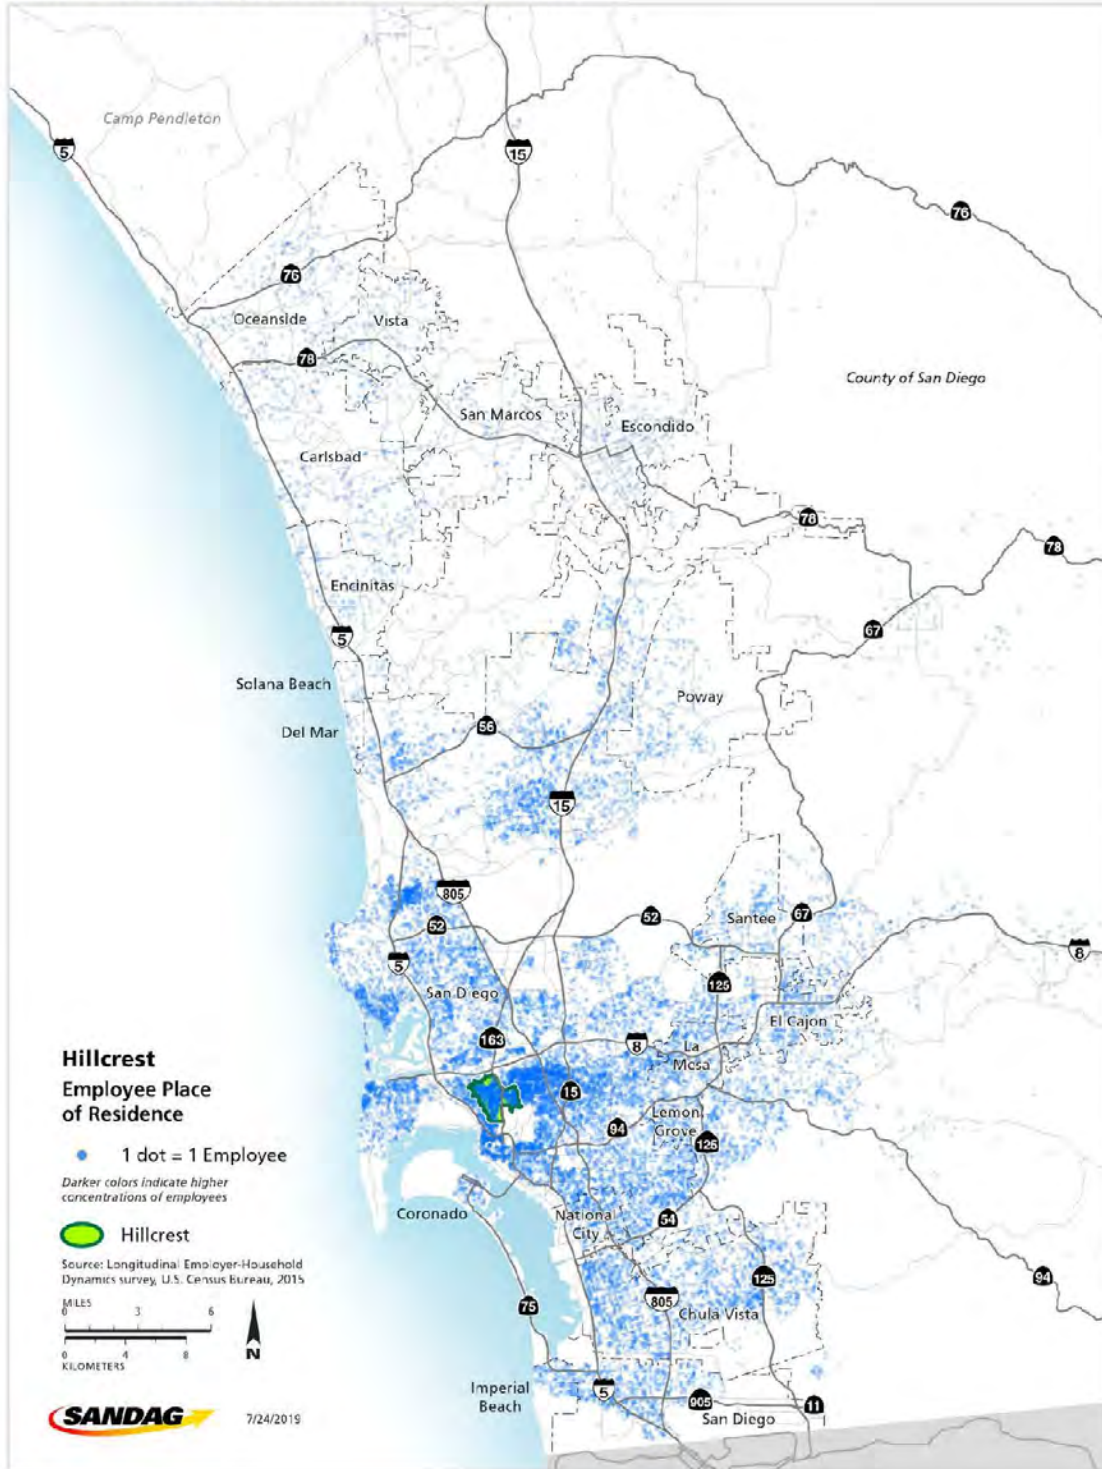 Camp Pendleton
5
15
76
76
Oceanside
Vista
78
County of San Diego
San Marcos
Escondido
Carlsbad
78
78
Encinitas
67
5
Solana Beach
Poway
56
Del Mar
15
805
52
Santee
67
52
8
5
125
San Diego
El Cajon
163
8
La
Mesa
Hillcrest
Employee Place
of Residence
15
Lemon
Grove
94
126
1 dot = 1 Employee
Darker colors indicate higher
concentrations of employees
Coronado
National
City
54
Hillcrest
Source: Longitudinal Employer-Household
Dynamics survey, U.S. Census Bureau, 2015
125
94
MILES
0 3 6
75
805
Chula Vista
0 4 8
KILOMETERS
N
Imperial
Beach
5
905
11
San Diego
SANDAG
7/24/2019